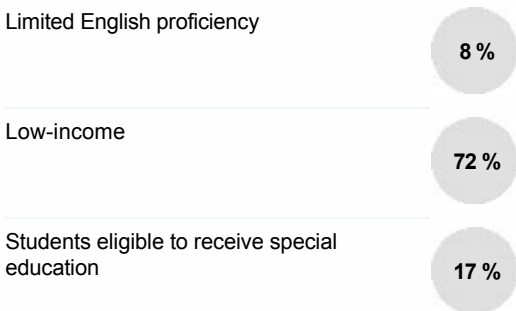 Limited English proficiency
8 %
Low-income
72 %
Students eligible to receive special
education
17 %